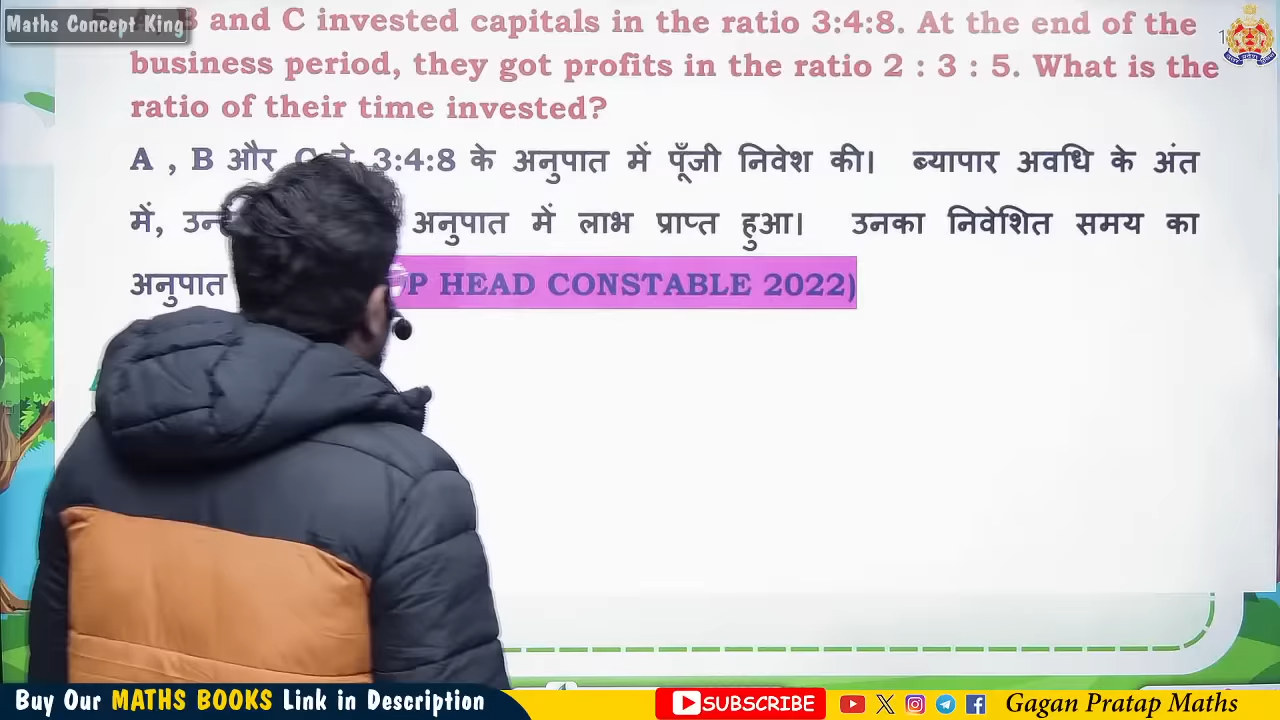 Maths Concept King
B and C invested capitals in the ratio 3:4:8. At the end of the
business period, they got profits in the ratio 2 : 3 : 5. What is the
ratio of their time invested?
A , B और 3:4:8 के अनुपात में पूँजी निवेश की। ब्यापार अवधि के अंत
में, अनुपात में लाभ प्राप्त हुआ। उनका निवेशित समय का
अनुपात P HEAD CONSTABLE 2022)
Buy Our MATHS BOOKS Link in Description
SUBSCRIBE
Gagan Pratap Maths